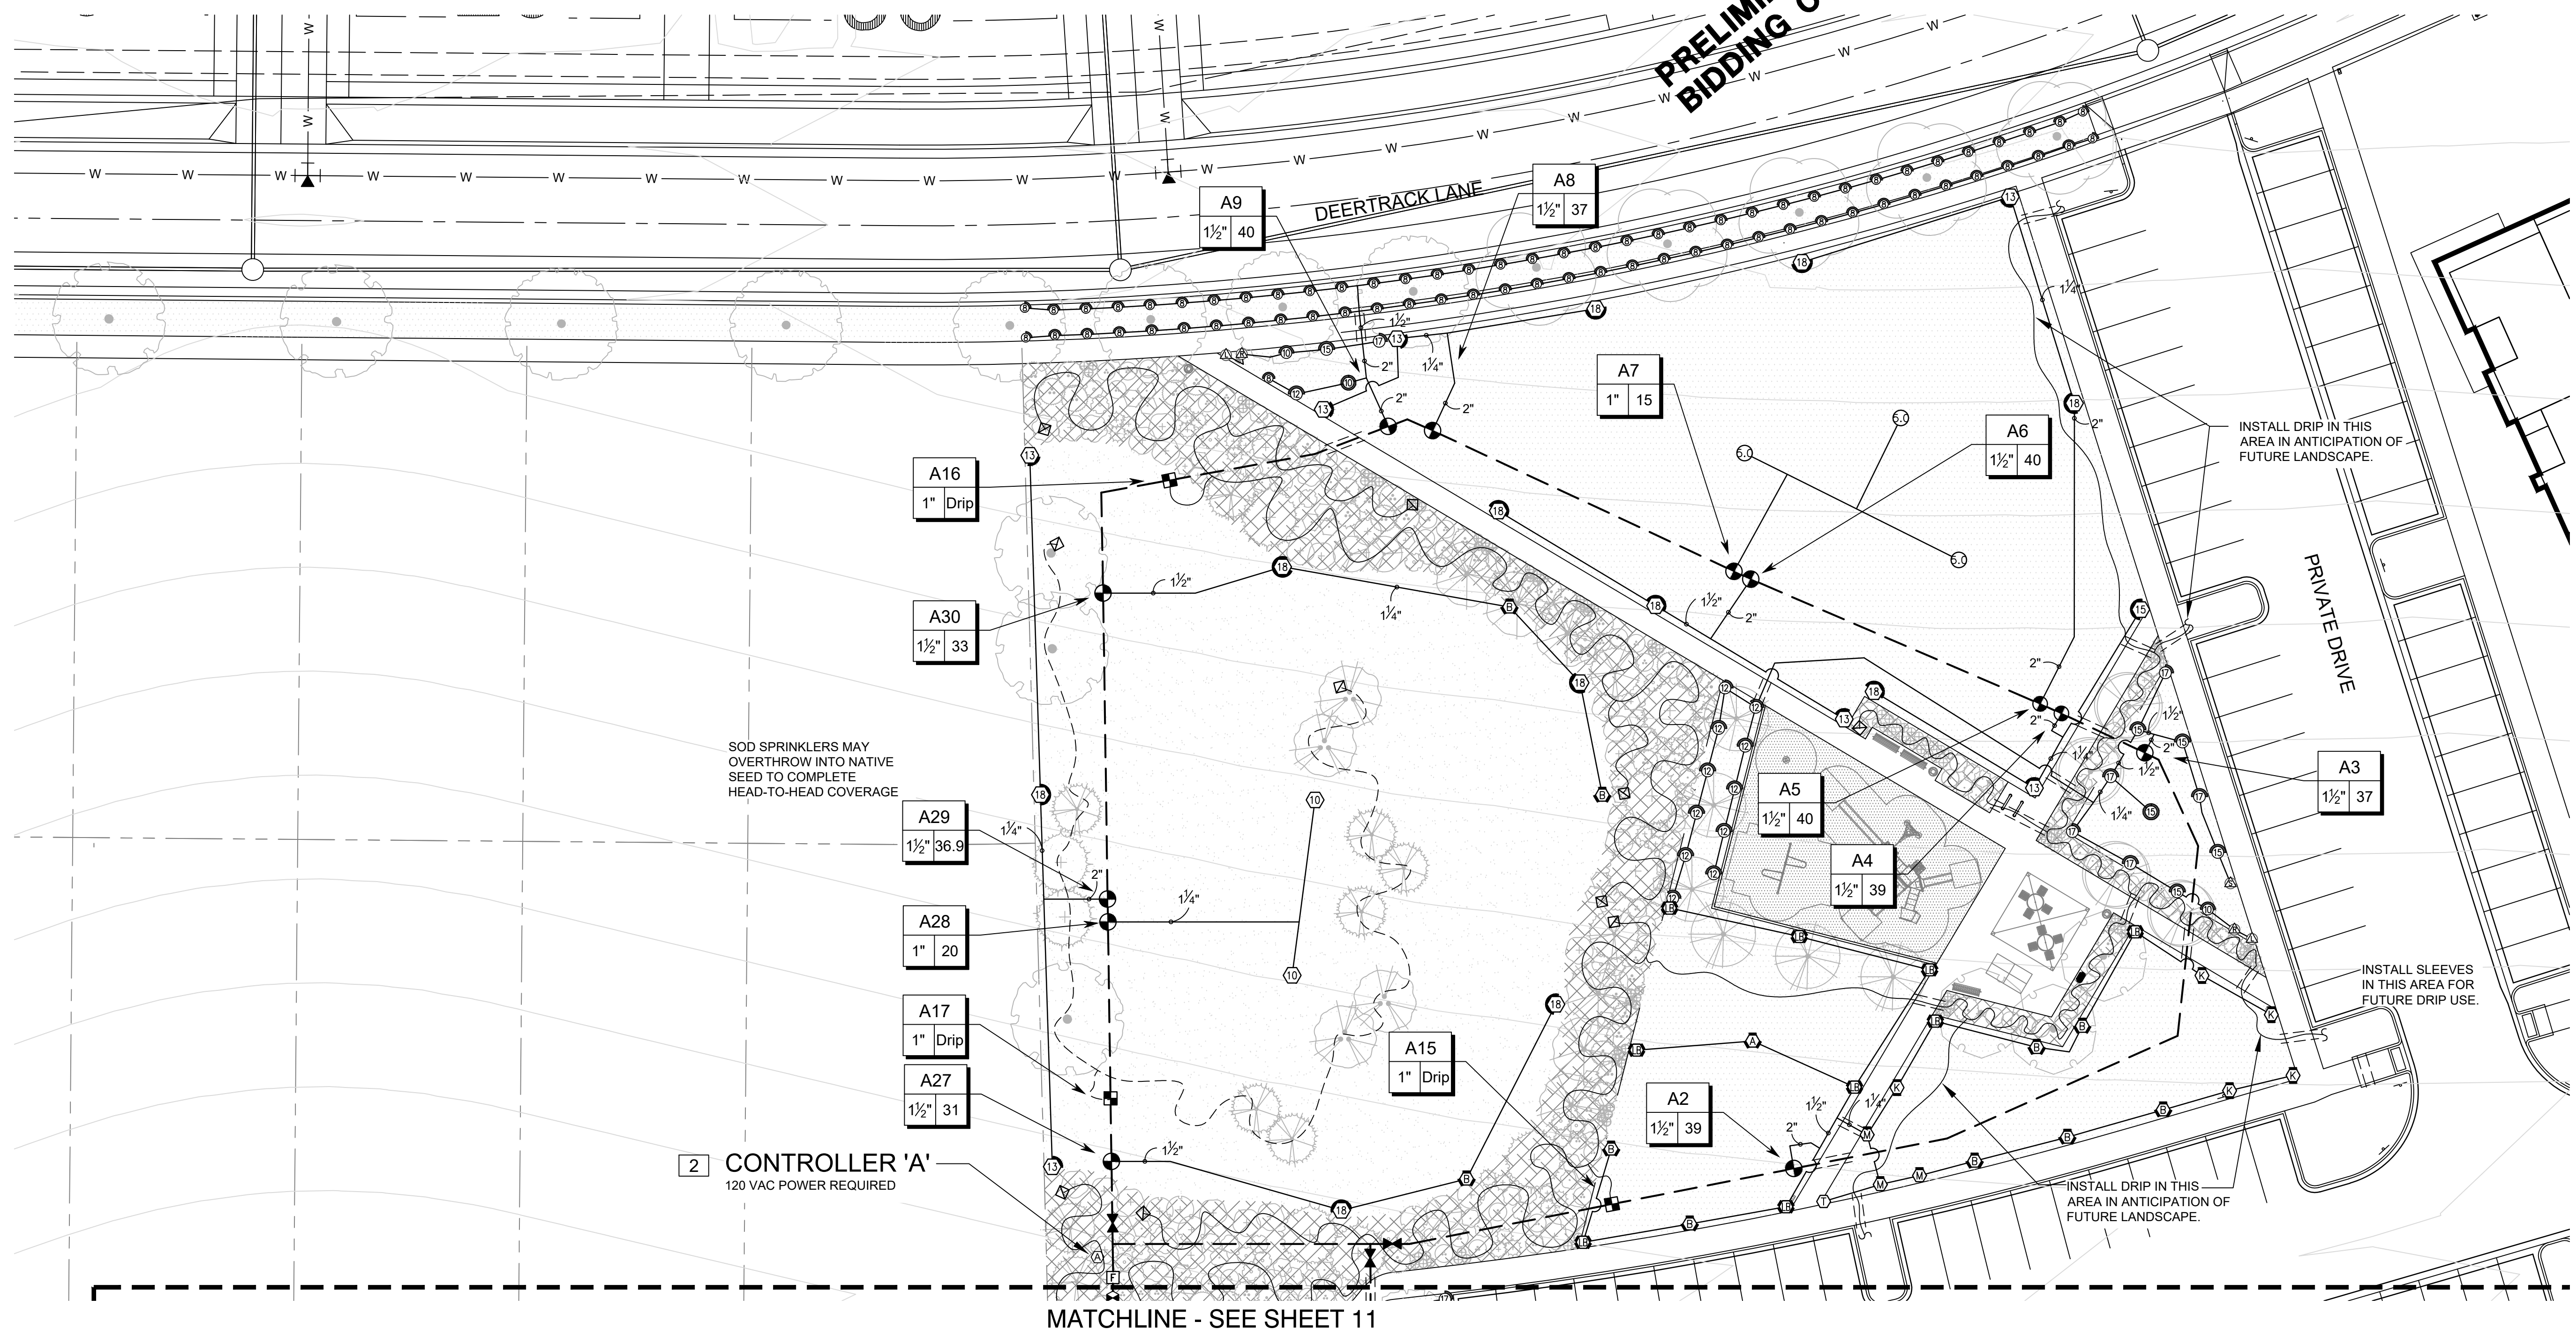 PRELIMI
BIDDING O
DEERTRACK LANE
A9
1½" 40
A8
1½" 37
A7
1" 15
A6
1½" 40
INSTALL DRIP IN THIS
AREA IN ANTICIPATION OF
FUTURE LANDSCAPE.
A16
1" Drip
A30
1½" 33
PRIVATE DRIVE
SOD SPRINKLERS MAY
OVERTHROW INTO NATIVE
SEED TO COMPLETE
HEAD-TO-HEAD COVERAGE
A29
1½" 36.9
A5
1½" 40
A3
1½" 37
A4
1½" 39
A28
1" 20
INSTALL SLEEVES
IN THIS AREA FOR
FUTURE DRIP USE.
A17
1" Drip
A15
1" Drip
A27
1½" 31
A2
1½" 39
2 CONTROLLER 'A'
120 VAC POWER REQUIRED
INSTALL DRIP IN THIS
AREA IN ANTICIPATION OF
FUTURE LANDSCAPE.
MATCHLINE - SEE SHEET 11